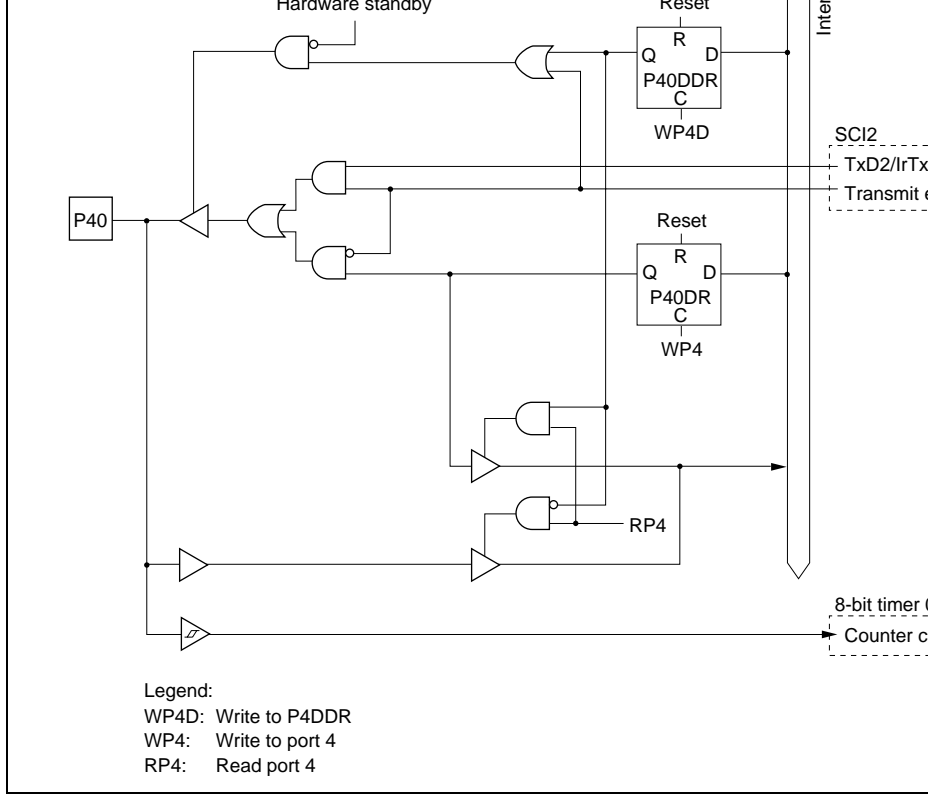 Hardware standby
Reset
R
Q D
P40DDR
C
WP4D
SCI2
TxD2/IrTx
Transmit
P40
Reset
R
Q D
P40DR
C
WP4
RP4
8-bit timer
Counter
Legend:
WP4D: Write to P4DDR
WP4: Write to port 4
RP4: Read port 4